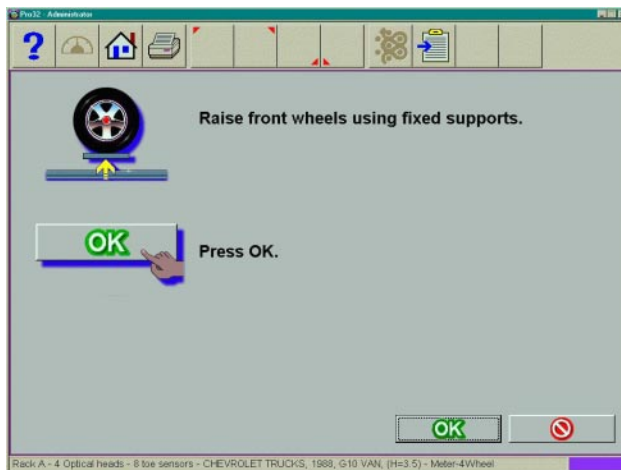 Pro32 - Administrator
?
Raise front wheels using fixed supports.
OK
Press OK.
OK
Rack A - 4 Optical heads - 8 toe sensors - CHEVROLET TRUCKS, 1988, G10 VAN, (H=3.5) - Meter-4Wheel